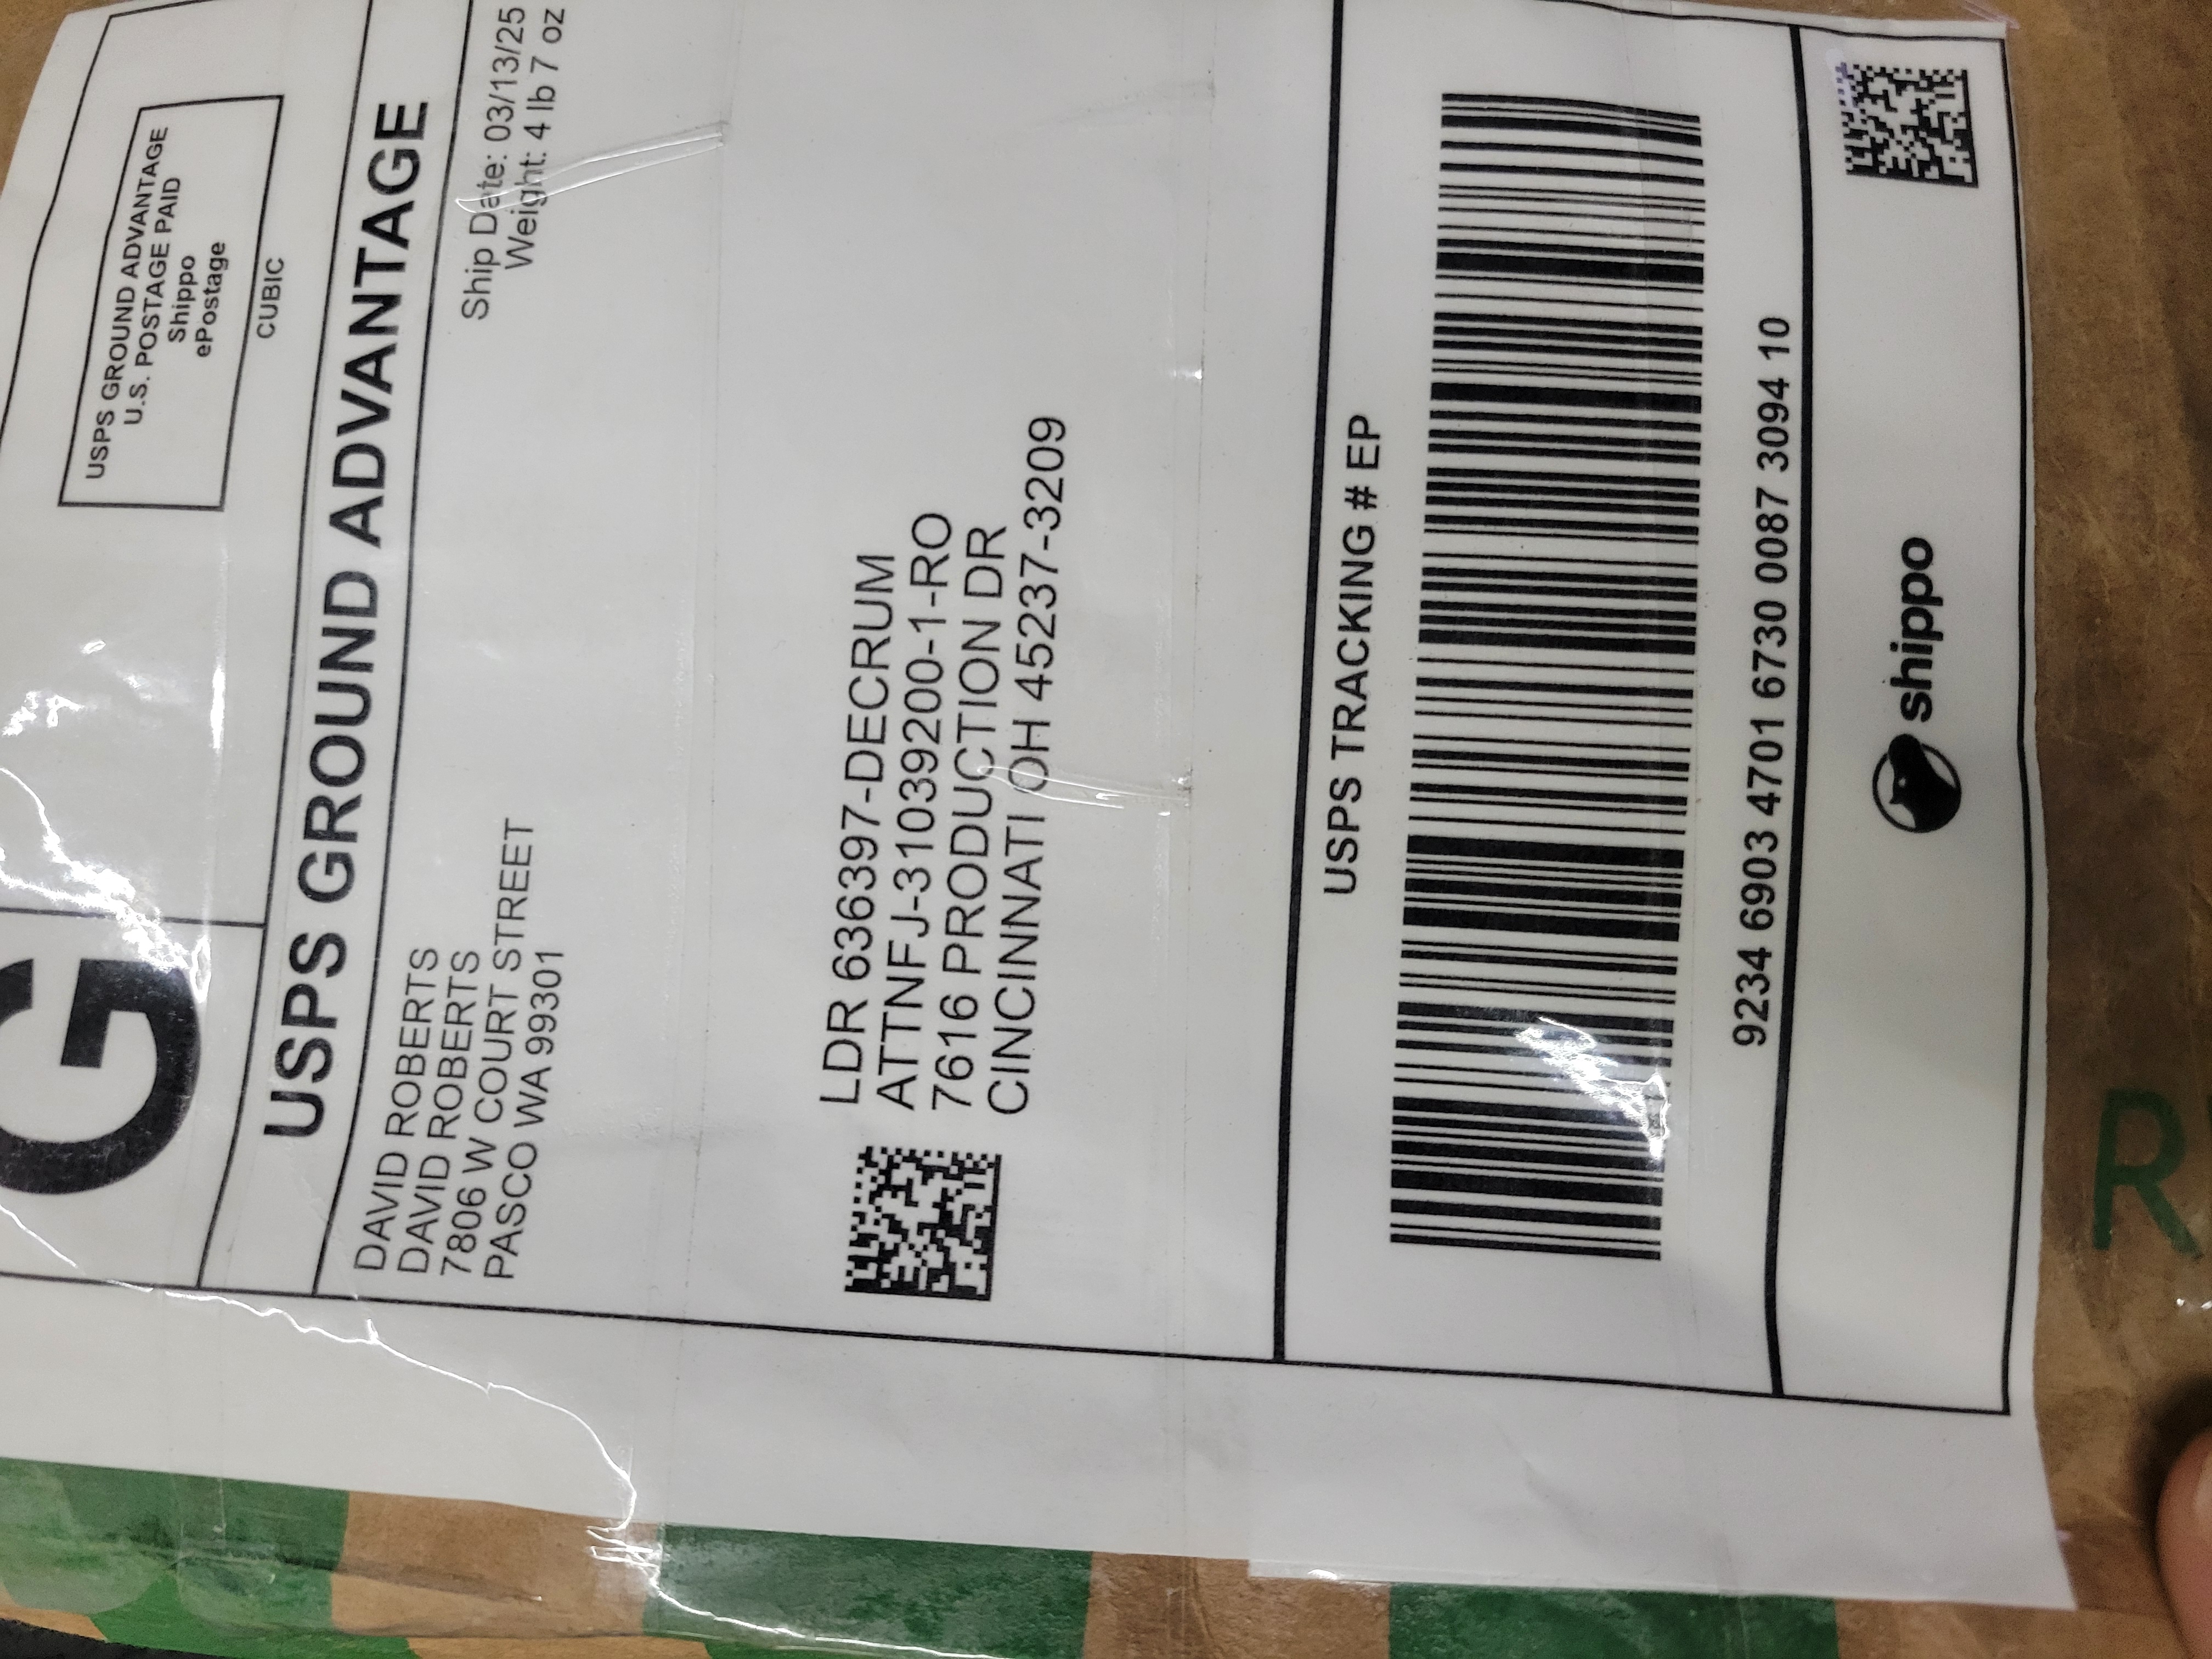 G
USPS GROUND ADVANTAGE
U.S. POSTAGE PAID
Shippo
ePostage
CUBIC
USPS GROUND ADVANTAGE
DAVID ROBERTS
DAVID ROBERTS
7806 W COURT STREET
PASCO WA 99301
Ship Date: 03/13/25
Weight: 4 lb 7 oz
LDR 636397-DECRUM
ATTNFJ-31039200-1-RO
7616 PRODUCTION DR
CINCINNATI OH 45237-3209
USPS TRACKING # EP
9234 6903 4701 6730 0087 3094 10
shippo
R